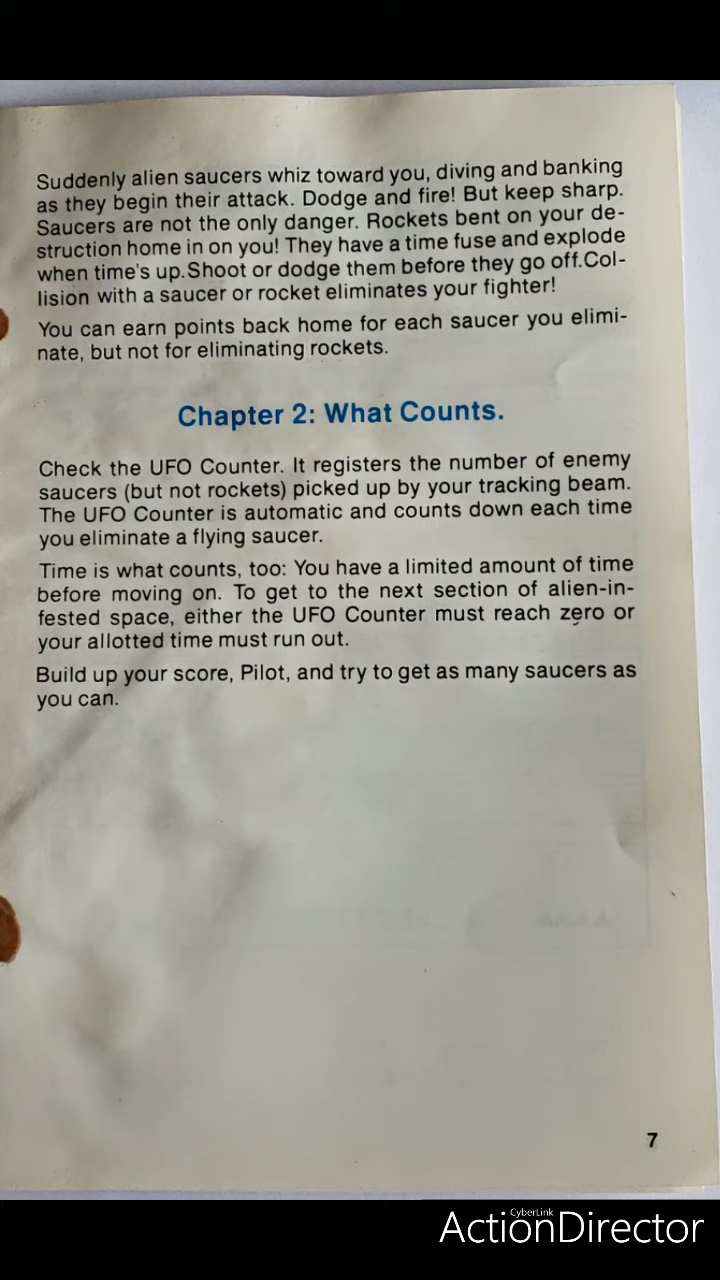 Suddenly alien saucers whiz toward you, diving and banking
as they begin their attack. Dodge and fire! But keep sharp.
Saucers are not the only danger. Rockets bent on your de-
struction home in on you! They have a time fuse and explode
when time's up.Shoot or dodge them before they go off.Col-
lision with a saucer or rocket eliminates your fighter!
You can earn points back home for each saucer you elimi-
nate, but not for eliminating rockets.
Chapter 2: What Counts.
Check the UFO Counter. It registers the number of enemy
saucers (but not rockets) picked up by your tracking beam.
The UFO Counter is automatic and counts down each time
you eliminate a flying saucer.
Time is what counts, too: You have a limited amount of time
before moving on. To get to the next section of alien-in-
fested space, either the UFO Counter must reach zero or
your allotted time must run out.
Build up your score, Pilot, and try to get as many saucers as
you can.
7
CyberLink
ActionDirector